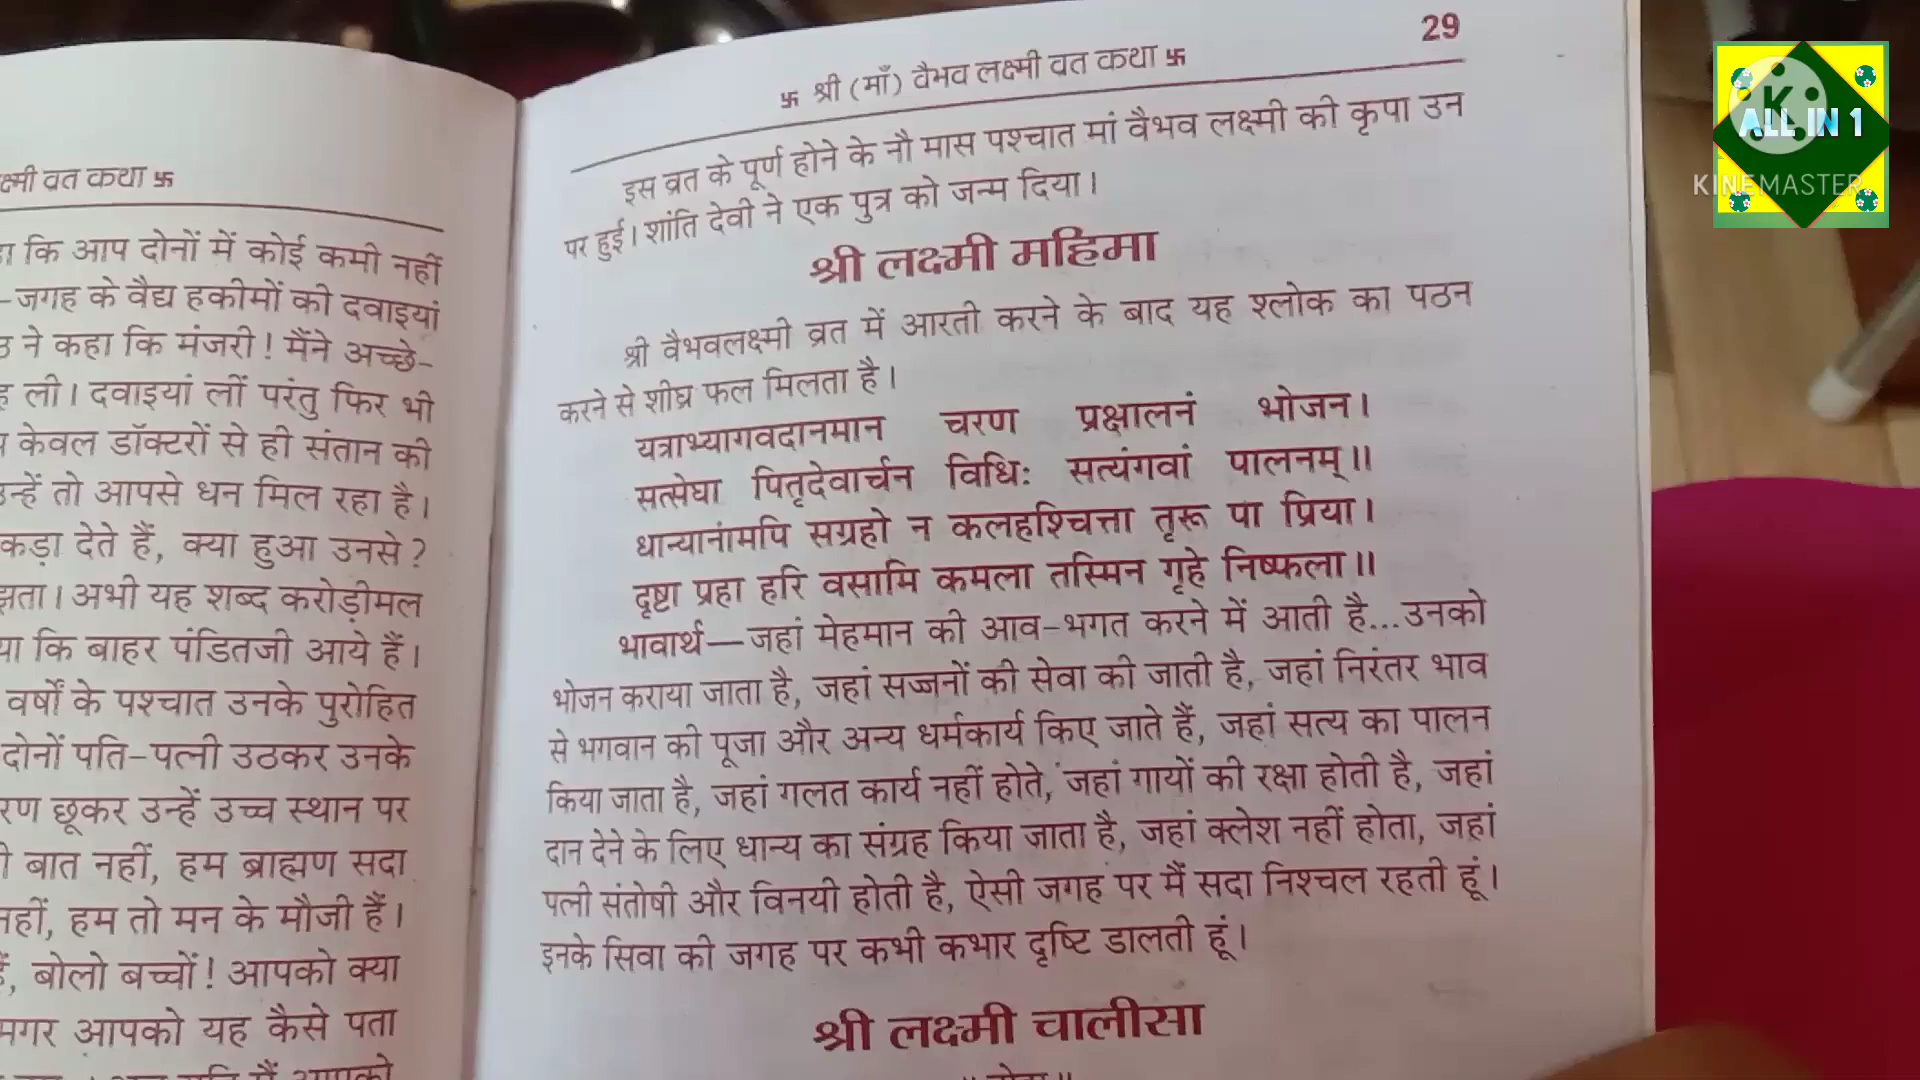 क्ष्मी व्रत कथा 卐
कि आप दोनों में कोई कमी नहीं
-जगह के वैद्य हकीमों की दवाइयां
ने कहा कि मंजरी! मैंने अच्छे-
ली। दवाइयां लीं परंतु फिर भी
केवल डॉक्टरों से ही संतान की
उन्हें तो आपसे धन मिल रहा है।
कड़ा देते हैं, क्या हुआ उनसे?
झता। अभी यह शब्द करोड़ीमल
या कि बाहर पंडितजी आये हैं।
वर्षों के पश्चात उनके पुरोहित
दोनों पति-पत्नी उठकर उनके
रण छूकर उन्हें उच्च स्थान पर
बात नहीं, हम ब्राह्मण सदा
नहीं, हम तो मन के मौजी हैं।
, बोलो बच्चों! आपको क्या
मगर आपको यह कैसे पता
29
卐 श्री (माँ) वैभव लक्ष्मी व्रत कथा 卐
इस व्रत के पूर्ण होने के नौ मास पश्चात मां वैभव लक्ष्मी की कृपा उन
पर हुई। शांति देवी ने एक पुत्र को जन्म दिया।
श्री लक्ष्मी महिमा
श्री वैभवलक्ष्मी व्रत में आरती करने के बाद यह श्लोक का पठन
करने से शीघ्र फल मिलता है।
यत्राभ्यागवदानमान चरण प्रक्षालनं भोजन।
सत्सेघा पितृदेवार्चन विधिः सत्यंगवां पालनम्॥
धान्यानांमपि सग्रहो न कलहश्चित्ता तृरू पा प्रिया।
दृष्टा प्रहा हरि वसामि कमला तस्मिन गृहे निष्फला॥
भावार्थ—जहां मेहमान की आव-भगत करने में आती है...उनको
भोजन कराया जाता है, जहां सज्जनों की सेवा की जाती है, जहां निरंतर भाव
से भगवान की पूजा और अन्य धर्मकार्य किए जाते हैं, जहां सत्य का पालन
किया जाता है, जहां गलत कार्य नहीं होते, जहां गायों की रक्षा होती है, जहां
दान देने के लिए धान्य का संग्रह किया जाता है, जहां क्लेश नहीं होता, जहां
पत्नी संतोषी और विनयी होती है, ऐसी जगह पर मैं सदा निश्चल रहती हूं।
इनके सिवा की जगह पर कभी कभार दृष्टि डालती हूं।
श्री लक्ष्मी चालीसा
K
ALL IN 1
KINEMASTER